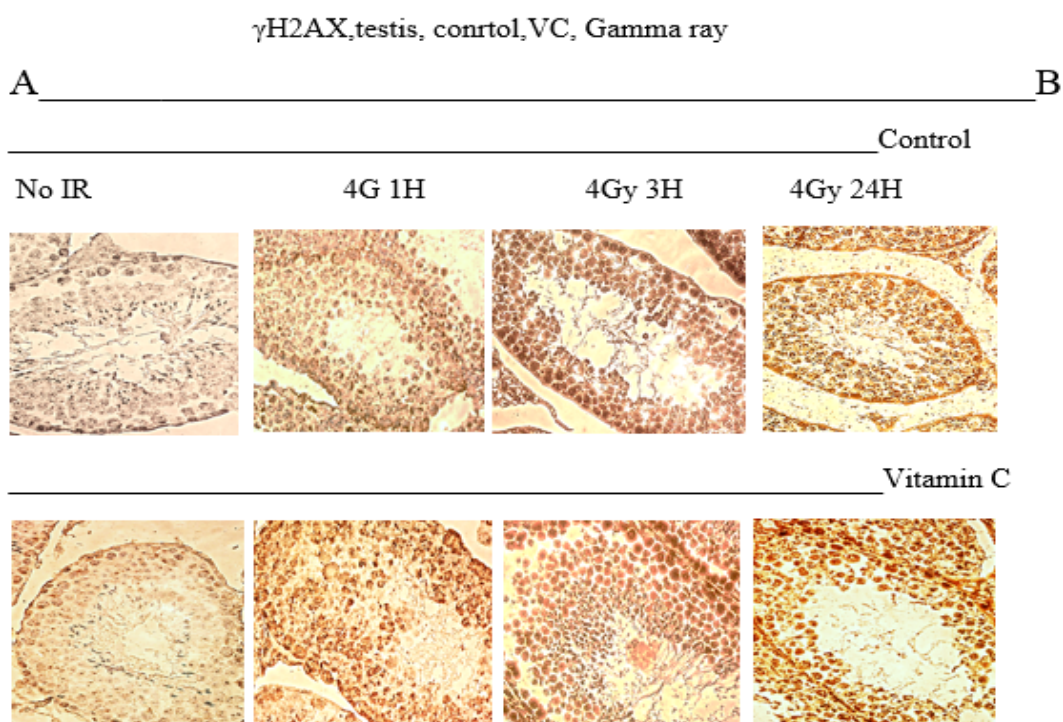 γH2AX,testis, conrtol,VC, Gamma ray
A B
Control
No IR 4G 1H 4Gy 3H 4Gy 24H
Vitamin C